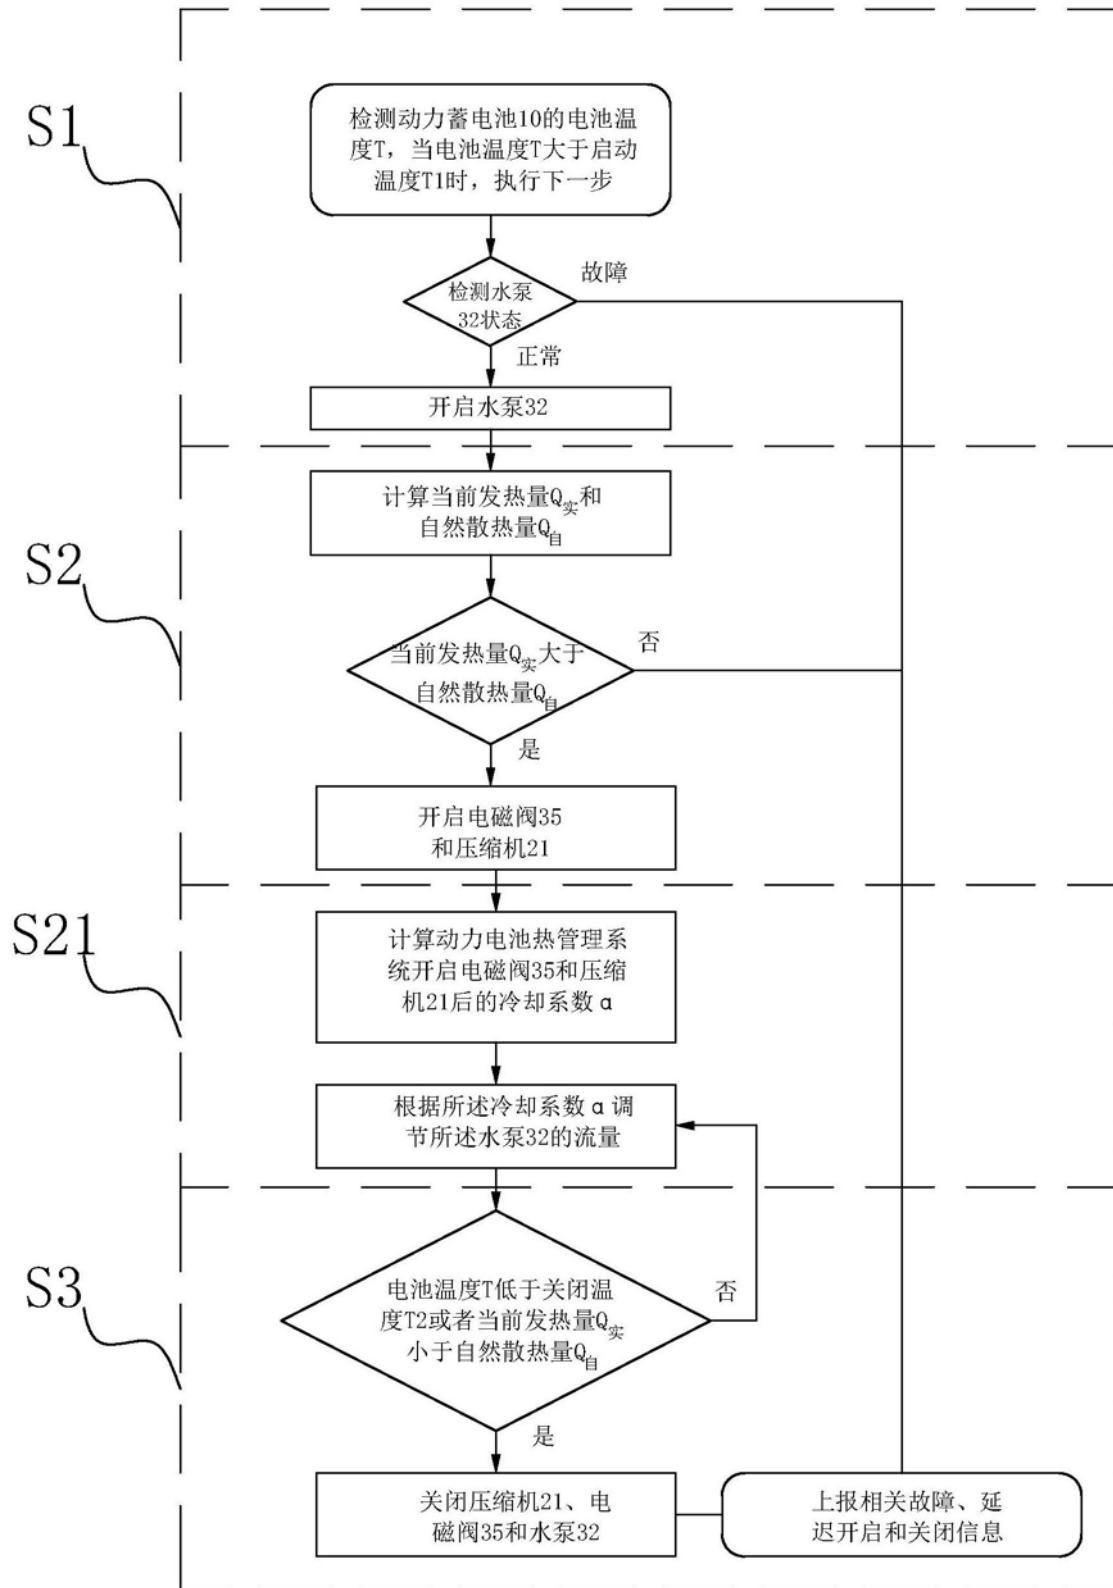 S1
检测动力蓄电池10的电池温
度T，当电池温度T大于启动
温度T1时，执行下一步
检测水泵
32状态
故障
正常
开启水泵32
S2
计算当前发热量Q实和
自然散热量Q自
当前发热量Q实大于
自然散热量Q自
否
是
开启电磁阀35
和压缩机21
S21
计算动力电池热管理系
统开启电磁阀35和压缩
机21后的冷却系数α
根据所述冷却系数α调
节所述水泵32的流量
S3
电池温度T低于关闭温
度T2或者当前发热量Q实
小于自然散热量Q自
否
是
关闭压缩机21、电
磁阀35和水泵32
上报相关故障、延
迟开启和关闭信息